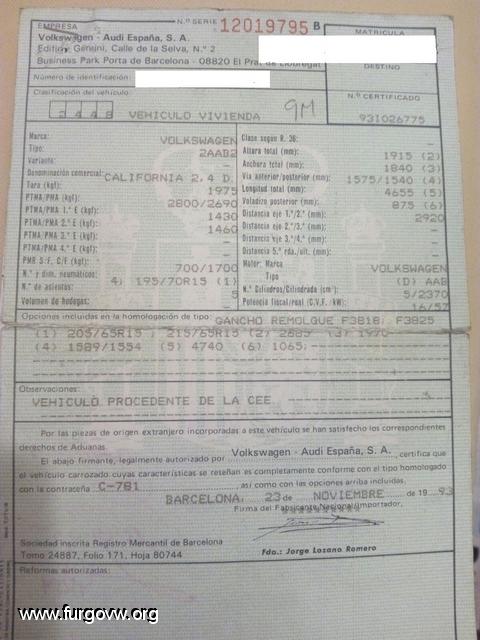 EMPRESA
N.º SERIE 12019795 B
Volkswagen - Audi España, S. A.
MATRICULA
Edificio Gemini, Calle de la Selva, N.º 2
Business Park Porta de Barcelona - 08820 El Prat de Llobregat
DESTINO
Número de identificación:
Clasificación del vehículo:
N.º CERTIFICADO
2448 VEHICULO VIVIENDA 9M 931026775
Marca: VOLKSWAGEN Clase según R. 36: —
Tipo: 2AAB2 Altura total (mm): 1915 (2)
Variante: — Anchura total (mm): 1840 (3)
Denominación comercial: CALIFORNIA 2,4 D. Vía anterior/posterior (mm): 1575/1540 (4)
Tara (kgf): 1975 Longitud total (mm): 4655 (5)
PTMA/PMA (kgf): 2800/2690 Voladizo posterior (mm): 875 (6)
PTMA/PMA 1.º E (kgf): 1430 Distancia eje 1.º/2.º (mm): 2920
PTMA/PMA 2.º E (kgf): 1460 Distancia eje 2.º/3.º (mm): —
PTMA/PMA 3.º E (kgf): — Distancia eje 3.º/4.º (mm): —
PTMA/PMA 4.º E (kgf): — Distancia 5.ª rda./ult. (mm): —
PMR S/F, C/F (kgf): 700/1700 Motor: Marca VOLKSWAGEN
N.º y dim. neumáticos: 4) 195/70R15 (1) Tipo (D) AAB
N.º de asientos: 5 N.º Cilindros/Cilindrada (cm): 5/2370
Volumen de bodegas: — Potencia fiscal/real (C.V.F./kW): 16/57
Opciones incluidas en la homologación de tipo: GANCHO REMOLQUE F3818/ F3825
(1) 205/65R15, 215/65R15 (2) 2685 (3) 1970
(4) 1589/1554 (5) 4740 (6) 1065
Observaciones:
VEHICULO PROCEDENTE DE LA CEE
Por las piezas de origen extranjero incorporadas a este vehículo se han satisfecho los correspondientes
derechos de Aduanas.
El abajo firmante, legalmente autorizado por Volkswagen - Audi España, S. A., certifica que
el vehículo carrozado cuyas características se reseñan es completamente conforme con el tipo homologado
con la contraseña C-781, así como con las opciones arriba incluidas.
BARCELONA, 23 de NOVIEMBRE de 1993
Firma del Fabricante Nacional/importador,
Sociedad inscrita Registro Mercantil de Barcelona
Tomo 24887, Folio 171, Hoja 80744
Fdo.: Jorge Lozano Romero
Reformas autorizadas:
www.furgovw.org